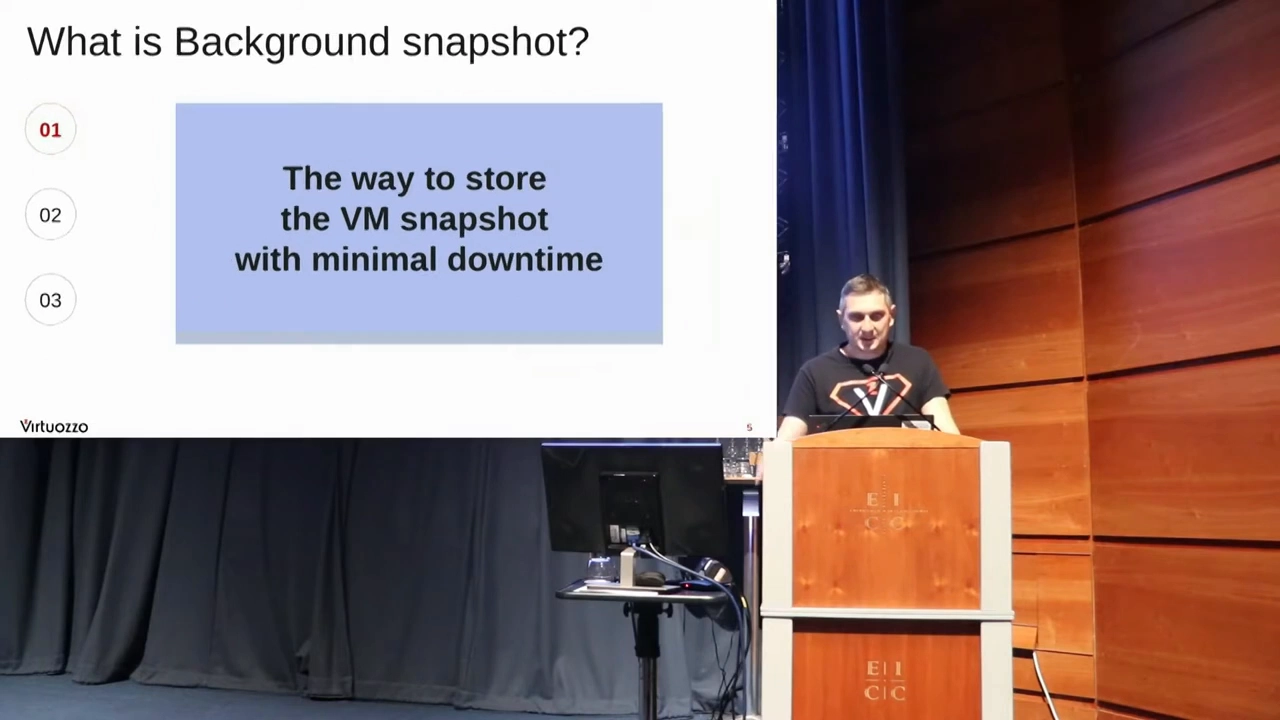 What is Background snapshot?
01
The way to store
the VM snapshot
with minimal downtime
02
03
Virtuozzo
5
V
E I
C C
E I
C C